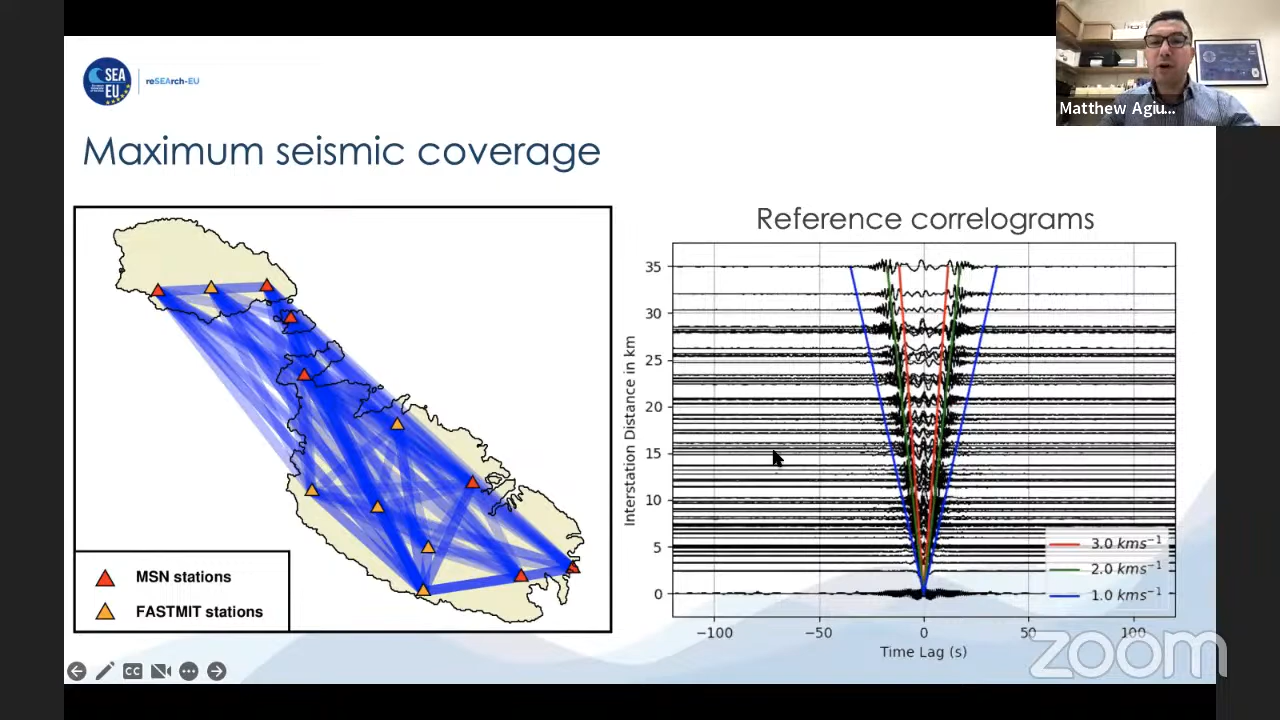 SEA
EU
reSEArch-EU
Matthew Agiu...
Maximum seismic coverage
MSN stations
FASTMIT stations
Reference correlograms
Interstation Distance in km
35
30
25
20
15
10
5
0
3.0 kms⁻¹
2.0 kms⁻¹
1.0 kms⁻¹
−100
−50
0
50
100
Time Lag (s)
CC
zoom